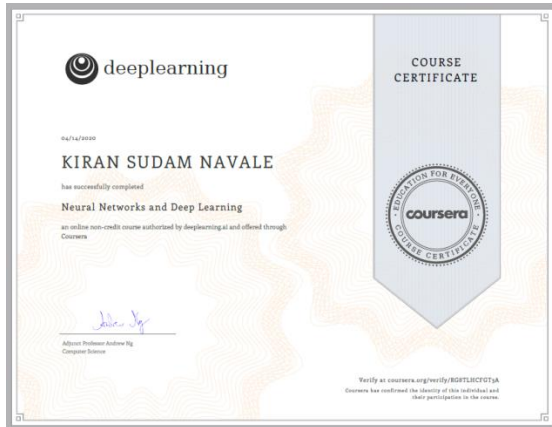 deeplearning
COURSE
CERTIFICATE
04/14/2020
KIRAN SUDAM NAVALE
has successfully completed
Neural Networks and Deep Learning
an online non-credit course authorized by deeplearning.ai and offered through
Coursera
EDUCATION FOR EVERYONE
coursera
COURSE CERTIFICATE
Adjunct Professor Andrew Ng
Computer Science
Verify at coursera.org/verify/RG8TLHCFGT3A
Coursera has confirmed the identity of this individual and
their participation in the course.